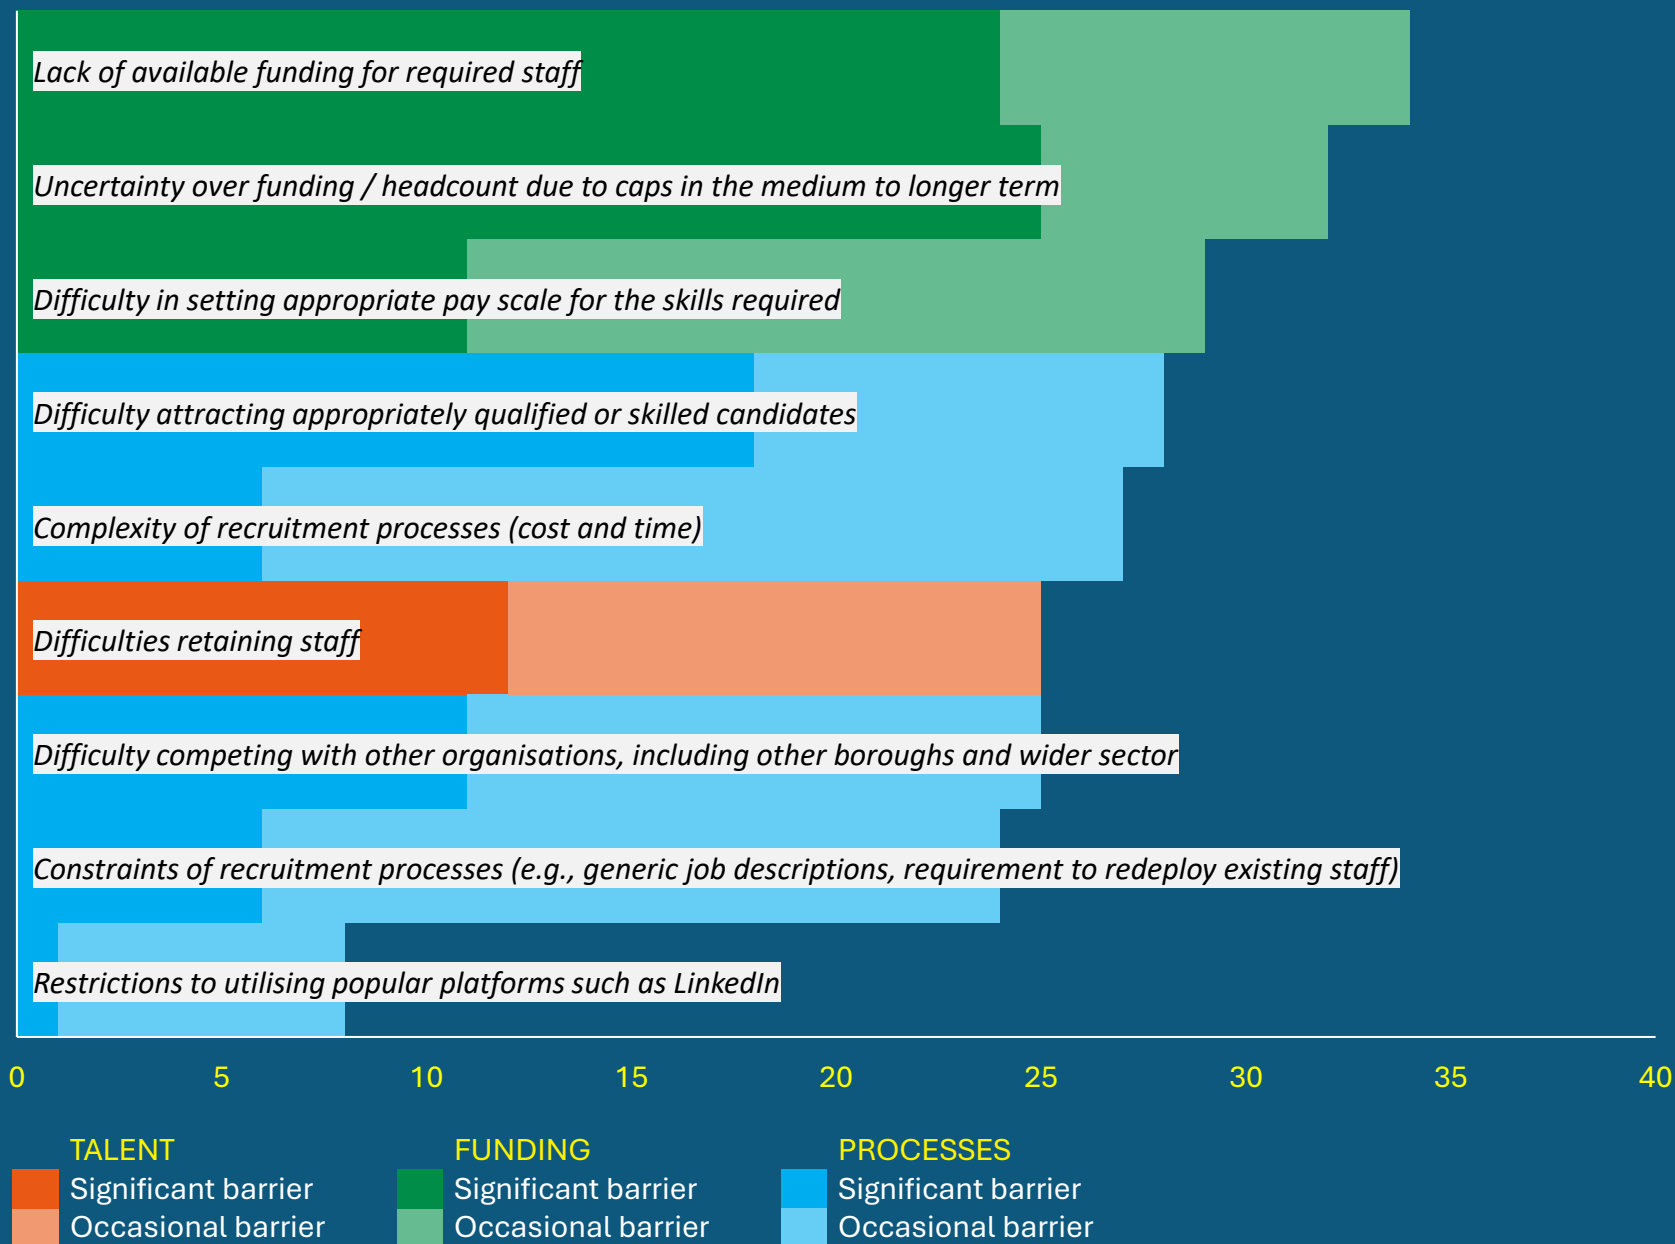 Lack of available funding for required staff
Uncertainty over funding / headcount due to caps in the medium to longer term
Difficulty in setting appropriate pay scale for the skills required
Difficulty attracting appropriately qualified or skilled candidates
Complexity of recruitment processes (cost and time)
Difficulties retaining staff
Difficulty competing with other organisations, including other boroughs and wider sector
Constraints of recruitment processes (e.g., generic job descriptions, requirement to redeploy existing staff)
Restrictions to utilising popular platforms such as LinkedIn
0 5 10 15 20 25 30 35 40
TALENT FUNDING PROCESSES
Significant barrier Significant barrier Significant barrier
Occasional barrier Occasional barrier Occasional barrier